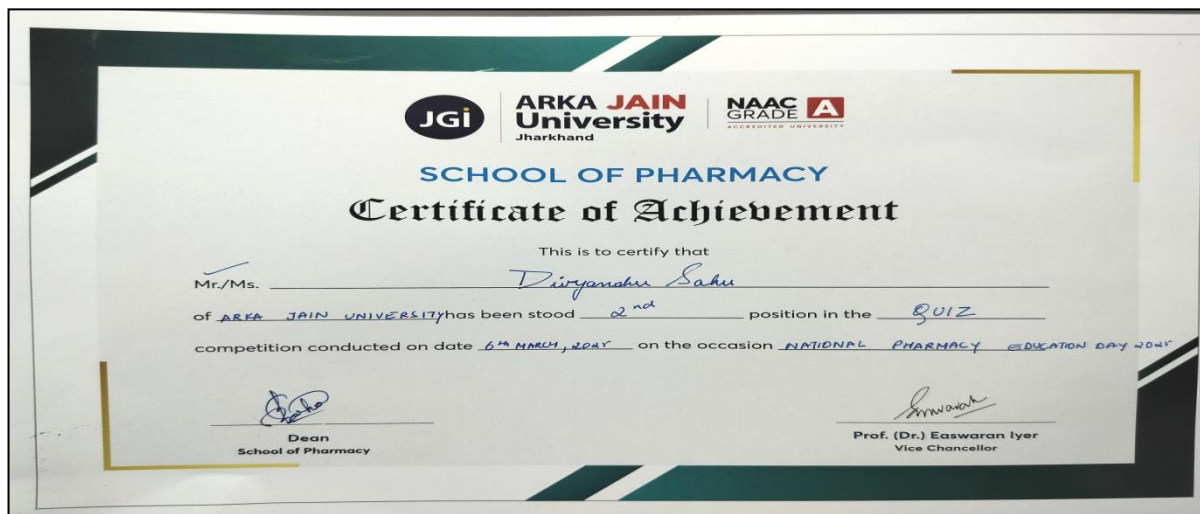 JGi ARKA JAIN University Jharkhand NAAC GRADE A ACCREDITED UNIVERSITY
SCHOOL OF PHARMACY
Certificate of Achievement
This is to certify that
Mr./Ms. Divyanshu Sahu
of ARKA JAIN UNIVERSITY has been stood 2nd position in the QUIZ
competition conducted on date 6th MARCH, 2025 on the occasion NATIONAL PHARMACY EDUCATION DAY 2025
Dean
School of Pharmacy
Prof. (Dr.) Easwaran Iyer
Vice Chancellor